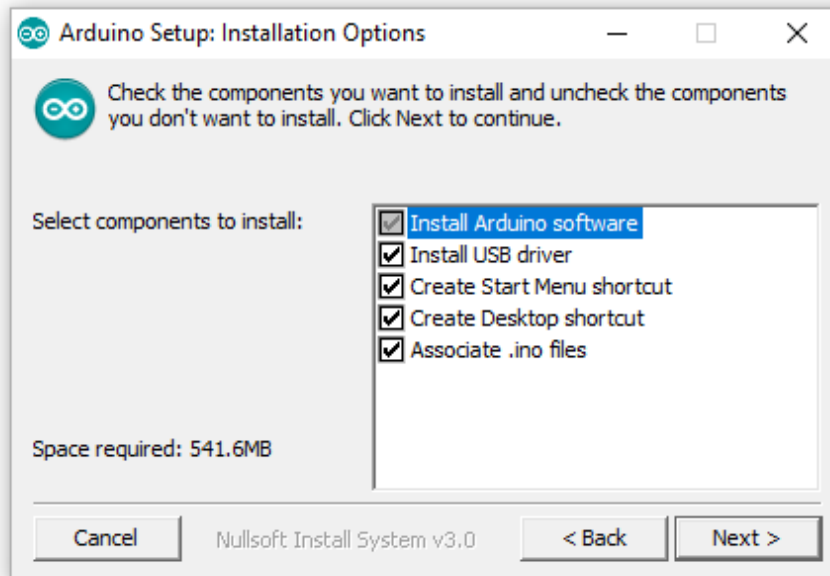 Arduino Setup: Installation Options
Check the components you want to install and uncheck the components
you don't want to install. Click Next to continue.
Select components to install:
Install Arduino software
Install USB driver
Create Start Menu shortcut
Create Desktop shortcut
Associate .ino files
Space required: 541.6MB
Cancel
Nullsoft Install System v3.0
< Back
Next >